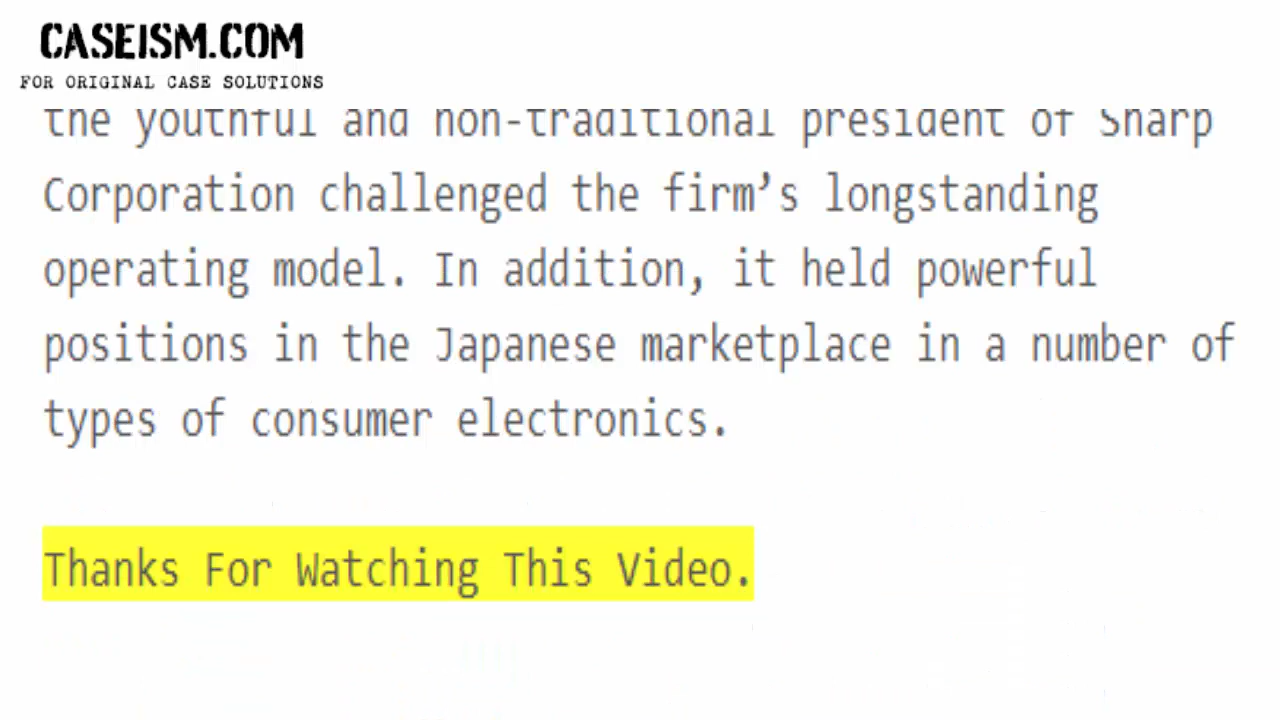 CASEISM.COM
FOR ORIGINAL CASE SOLUTIONS
the youthful and non-traditional president of Sharp
Corporation challenged the firm’s longstanding
operating model. In addition, it held powerful
positions in the Japanese marketplace in a number of
types of consumer electronics.
Thanks For Watching This Video.